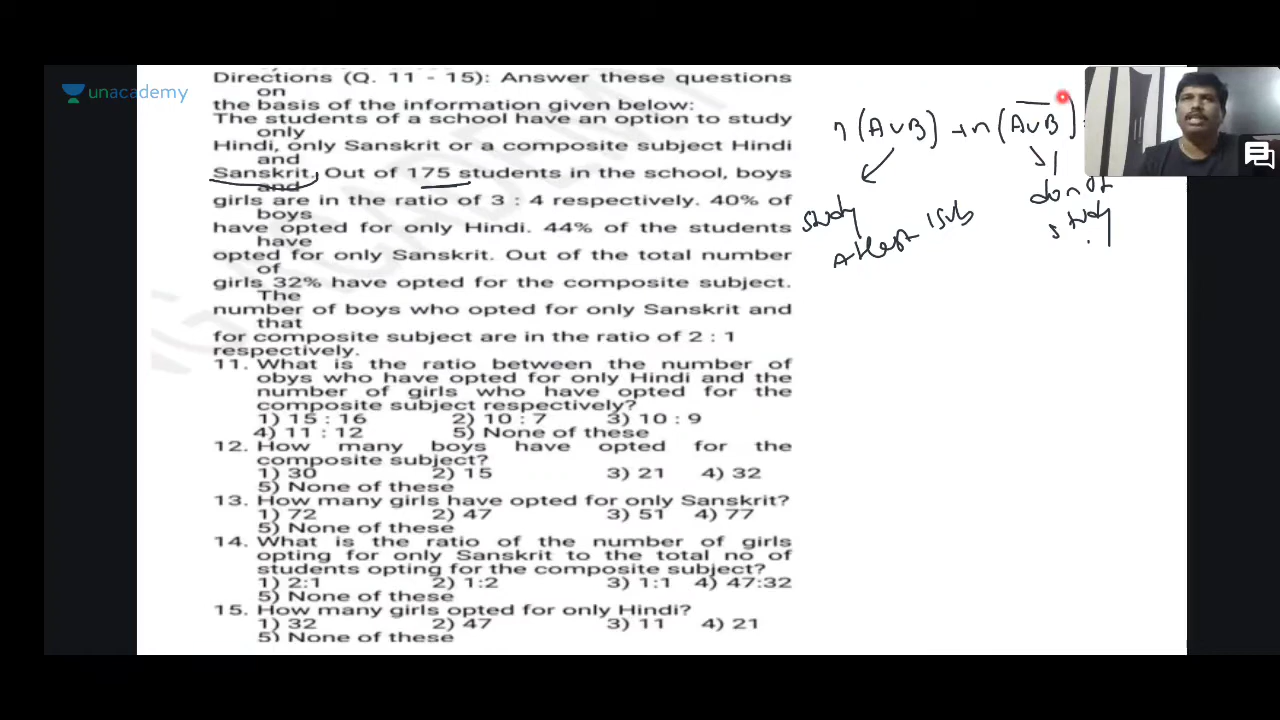 Directions (Q. 11 - 15): Answer these questions
on
unacademy
the basis of the information given below:
The students of a school have an option to study
only
Hindi, only Sanskrit or a composite subject Hindi
and
Sanskrit. Out of 175 students in the school, boys
and
girls are in the ratio of 3 : 4 respectively. 40% of
boys
have opted for only Hindi. 44% of the students
have
opted for only Sanskrit. Out of the total number
of
girls 32% have opted for the composite subject.
The
number of boys who opted for only Sanskrit and
that
for composite subject are in the ratio of 2 : 1
respectively.
11. What is the ratio between the number of
obys who have opted for only Hindi and the
number of girls who have opted for the
composite subject respectively?
1) 15 : 16 2) 10 : 7 3) 10 : 9
4) 11 : 12 5) None of these
12. How many boys have opted for the
composite subject?
1) 30 2) 15 3) 21 4) 32
5) None of these
13. How many girls have opted for only Sanskrit?
1) 72 2) 47 3) 51 4) 77
5) None of these
14. What is the ratio of the number of girls
opting for only Sanskrit to the total no of
students opting for the composite subject?
1) 2:1 2) 1:2 3) 1:1 4) 47:32
5) None of these
15. How many girls opted for only Hindi?
1) 32 2) 47 3) 11 4) 21
5) None of these
n(A∪B) + n(A̅∪̅B̅) =
study
1 sub
study